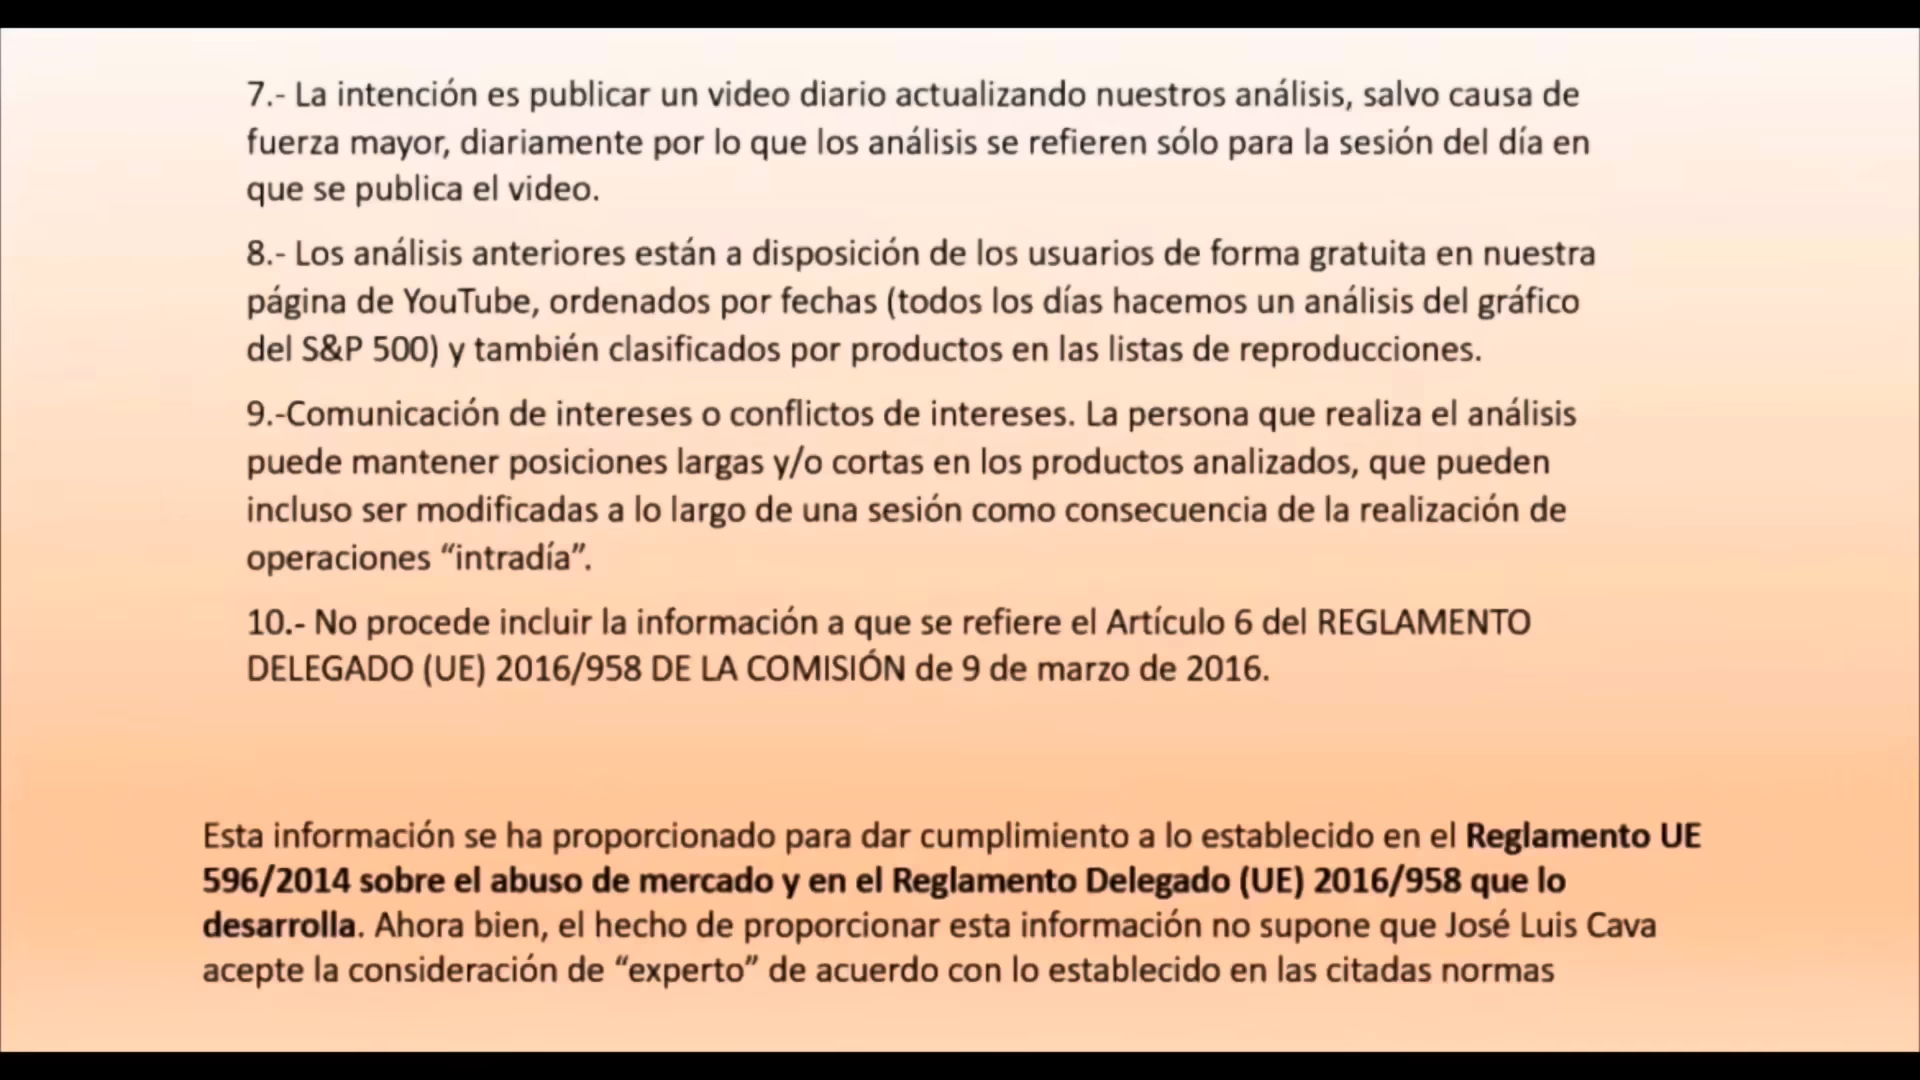 7.- La intención es publicar un video diario actualizando nuestros análisis, salvo causa de
fuerza mayor, diariamente por lo que los análisis se refieren sólo para la sesión del día en
que se publica el video.
8.- Los análisis anteriores están a disposición de los usuarios de forma gratuita en nuestra
página de YouTube, ordenados por fechas (todos los días hacemos un análisis del gráfico
del S&P 500) y también clasificados por productos en las listas de reproducciones.
9.-Comunicación de intereses o conflictos de intereses. La persona que realiza el análisis
puede mantener posiciones largas y/o cortas en los productos analizados, que pueden
incluso ser modificadas a lo largo de una sesión como consecuencia de la realización de
operaciones “intradía”.
10.- No procede incluir la información a que se refiere el Artículo 6 del REGLAMENTO
DELEGADO (UE) 2016/958 DE LA COMISIÓN de 9 de marzo de 2016.
Esta información se ha proporcionado para dar cumplimiento a lo establecido en el Reglamento UE
596/2014 sobre el abuso de mercado y en el Reglamento Delegado (UE) 2016/958 que lo
desarrolla. Ahora bien, el hecho de proporcionar esta información no supone que José Luis Cava
acepte la consideración de “experto” de acuerdo con lo establecido en las citadas normas